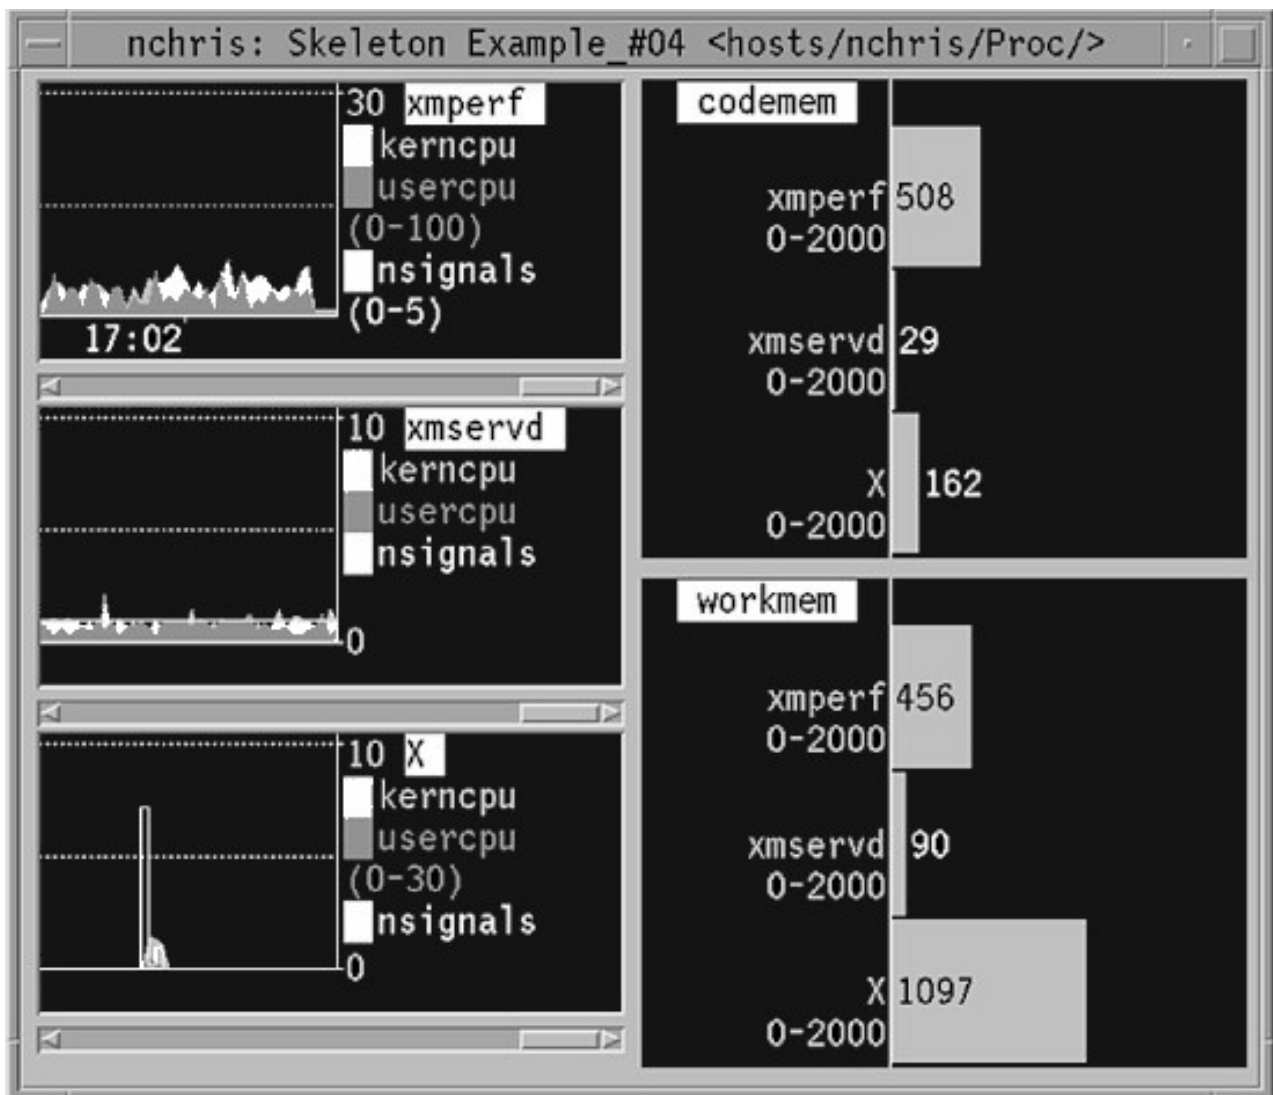 nchris: Skeleton Example_#04 <hosts/nchris/Proc/>
30 xmperf
kerncpu
usercpu
(0-100)
nsignals
(0-5)
17:02
10 xmservd
kerncpu
usercpu
nsignals
0
10 X
kerncpu
usercpu
(0-30)
nsignals
0
codemem
xmperf 508
0-2000
xmservd 29
0-2000
X 162
0-2000
workmem
xmperf 456
0-2000
xmservd 90
0-2000
X 1097
0-2000